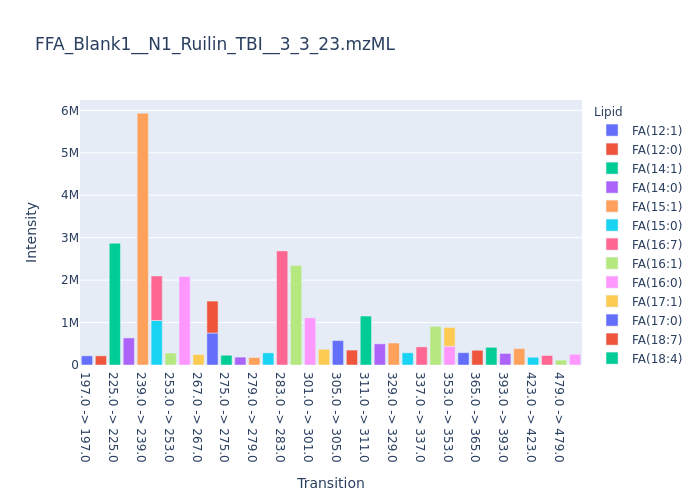 FFA_Blank1__N1_Ruilin_TBI__3_3_23.mzML
Lipid
FA(12:1)
FA(12:0)
FA(14:1)
FA(14:0)
FA(15:1)
FA(15:0)
FA(16:7)
FA(16:1)
FA(16:0)
FA(17:1)
FA(17:0)
FA(18:7)
FA(18:4)
Intensity
6M
5M
4M
3M
2M
1M
0
197.0 -> 197.0
225.0 -> 225.0
239.0 -> 239.0
253.0 -> 253.0
267.0 -> 267.0
275.0 -> 275.0
279.0 -> 279.0
283.0 -> 283.0
301.0 -> 301.0
305.0 -> 305.0
311.0 -> 311.0
329.0 -> 329.0
337.0 -> 337.0
353.0 -> 353.0
365.0 -> 365.0
393.0 -> 393.0
423.0 -> 423.0
479.0 -> 479.0
Transition